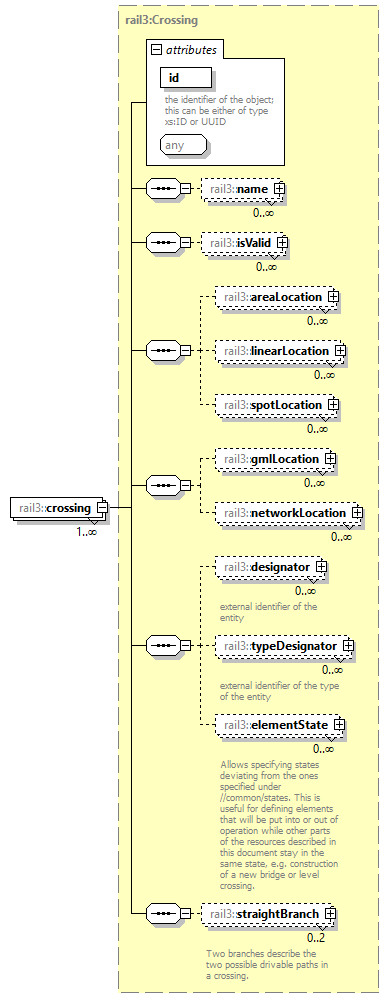 rail3:Crossing
attributes
id
the identifier of the object;
this can be either of type
xs:ID or UUID
any
rail3::name
0..∞
rail3::isValid
0..∞
rail3::areaLocation
0..∞
rail3::linearLocation
0..∞
rail3::spotLocation
0..∞
rail3::gmlLocation
0..∞
rail3::crossing
1..∞
rail3::networkLocation
0..∞
rail3::designator
0..∞
external identifier of the
entity
rail3::typeDesignator
0..∞
external identifier of the type
of the entity
rail3::elementState
0..∞
Allows specifying states
deviating from the ones
specified under
//common/states. This is
useful for defining elements
that will be put into or out of
operation while other parts
of the resources described in
this document stay in the
same state, e.g. construction
of a new bridge or level
crossing.
rail3::straightBranch
0..2
Two branches describe the
two possible drivable paths in
a crossing.